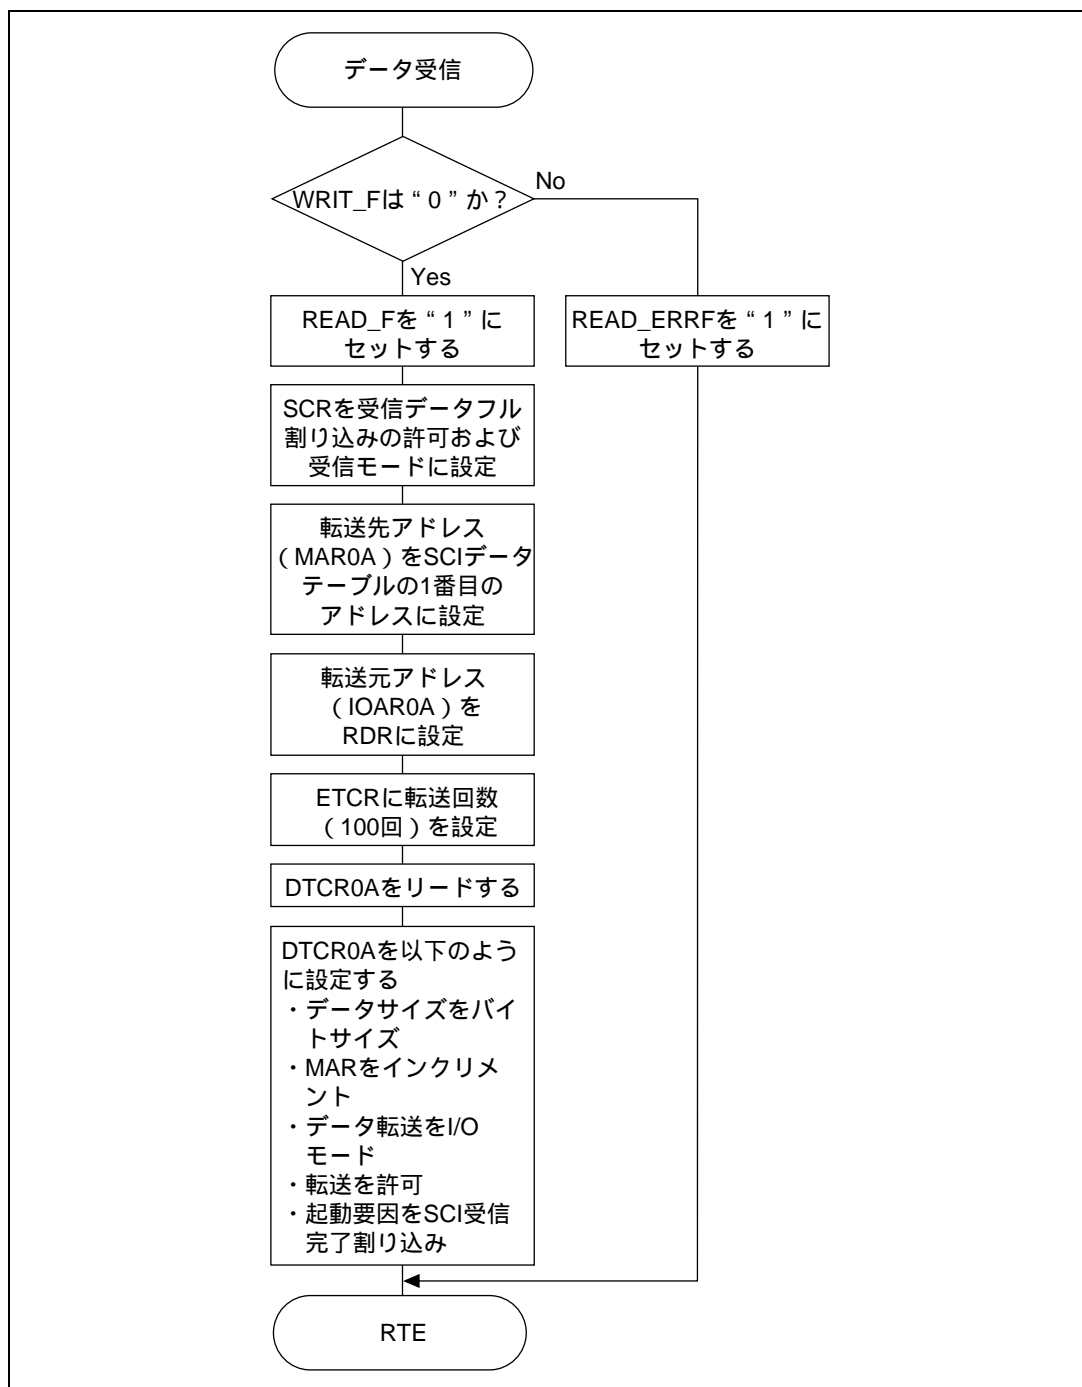 データ受信
WRIT_Fは“0”か？
No
Yes
READ_Fを“1”に
セットする
READ_ERRFを“1”に
セットする
SCRを受信データフル
割り込みの許可および
受信モードに設定
転送先アドレス
（MAR0A）をSCIデータ
テーブルの1番目の
アドレスに設定
転送元アドレス
（IOAR0A）を
RDRに設定
ETCRに転送回数
（100回）を設定
DTCR0Aをリードする
DTCR0Aを以下のよう
に設定する
・データサイズをバイ
トサイズ
・MARをインクリメ
ント
・データ転送をI/O
モード
・転送を許可
・起動要因をSCI受信
完了割り込み
RTE